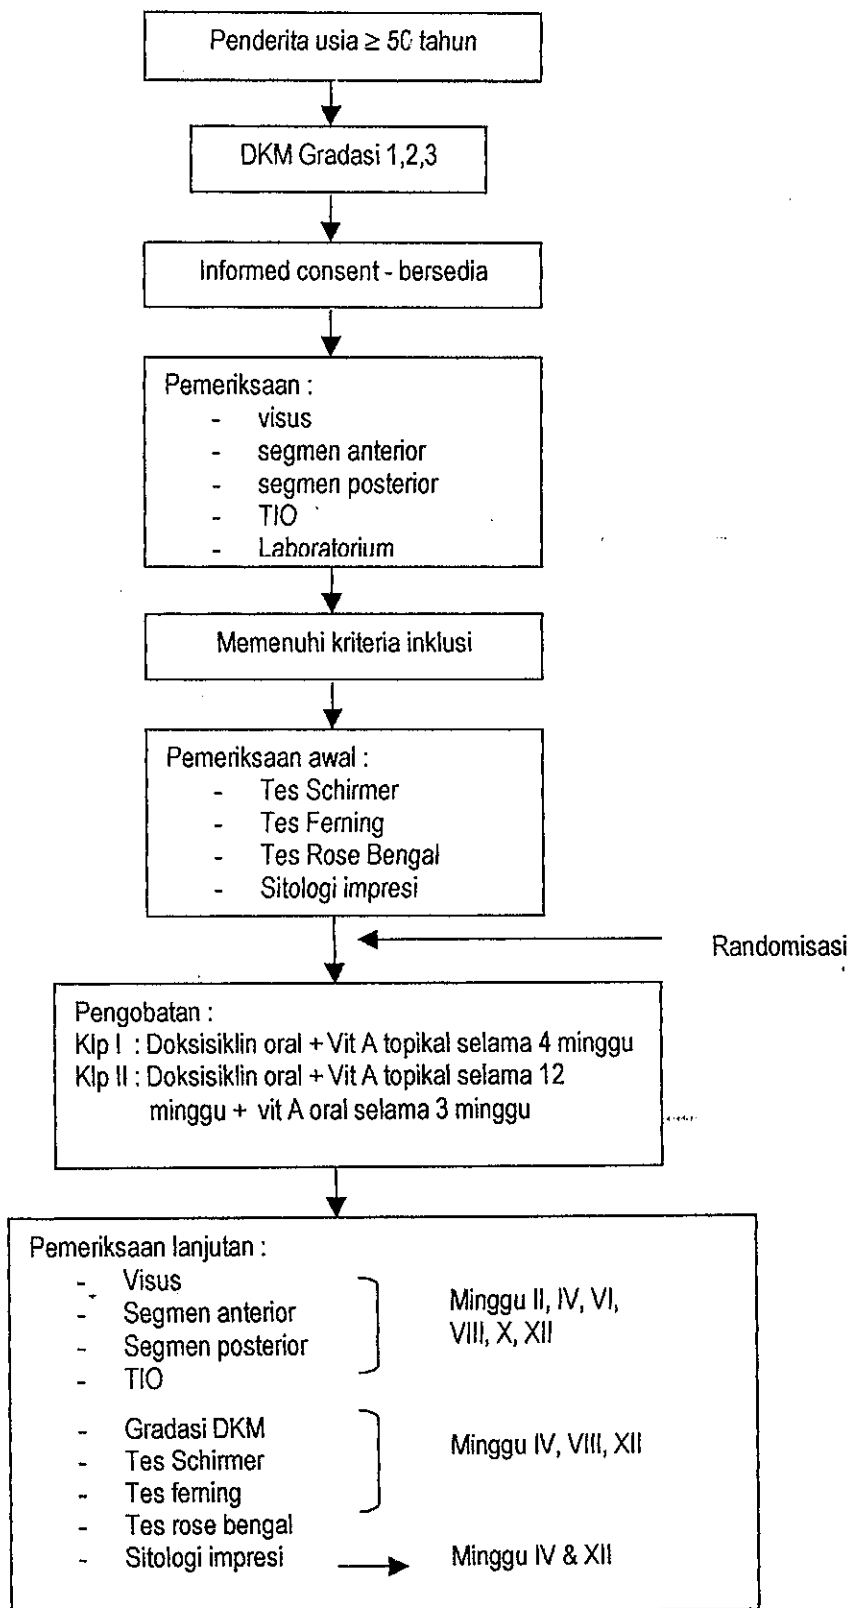 Penderita usia ≥ 50 tahun
DKM Gradasi 1,2,3
Informed consent - bersedia
Pemeriksaan :
- visus
- segmen anterior
- segmen posterior
- TIO
- Laboratorium
Memenuhi kriteria inklusi
Pemeriksaan awal :
- Tes Schirmer
- Tes Ferning
- Tes Rose Bengal
- Sitologi impresi
Randomisasi
Pengobatan :
Klp I : Doksisiklin oral + Vit A topikal selama 4 minggu
Klp II : Doksisiklin oral + Vit A topikal selama 12
minggu + vit A oral selama 3 minggu
Pemeriksaan lanjutan :
- Visus
- Segmen anterior
- Segmen posterior
- TIO
Minggu II, IV, VI,
VIII, X, XII
- Gradasi DKM
- Tes Schirmer
- Tes ferning
- Tes rose bengal
Minggu IV, VIII, XII
- Sitologi impresi
Minggu IV & XII